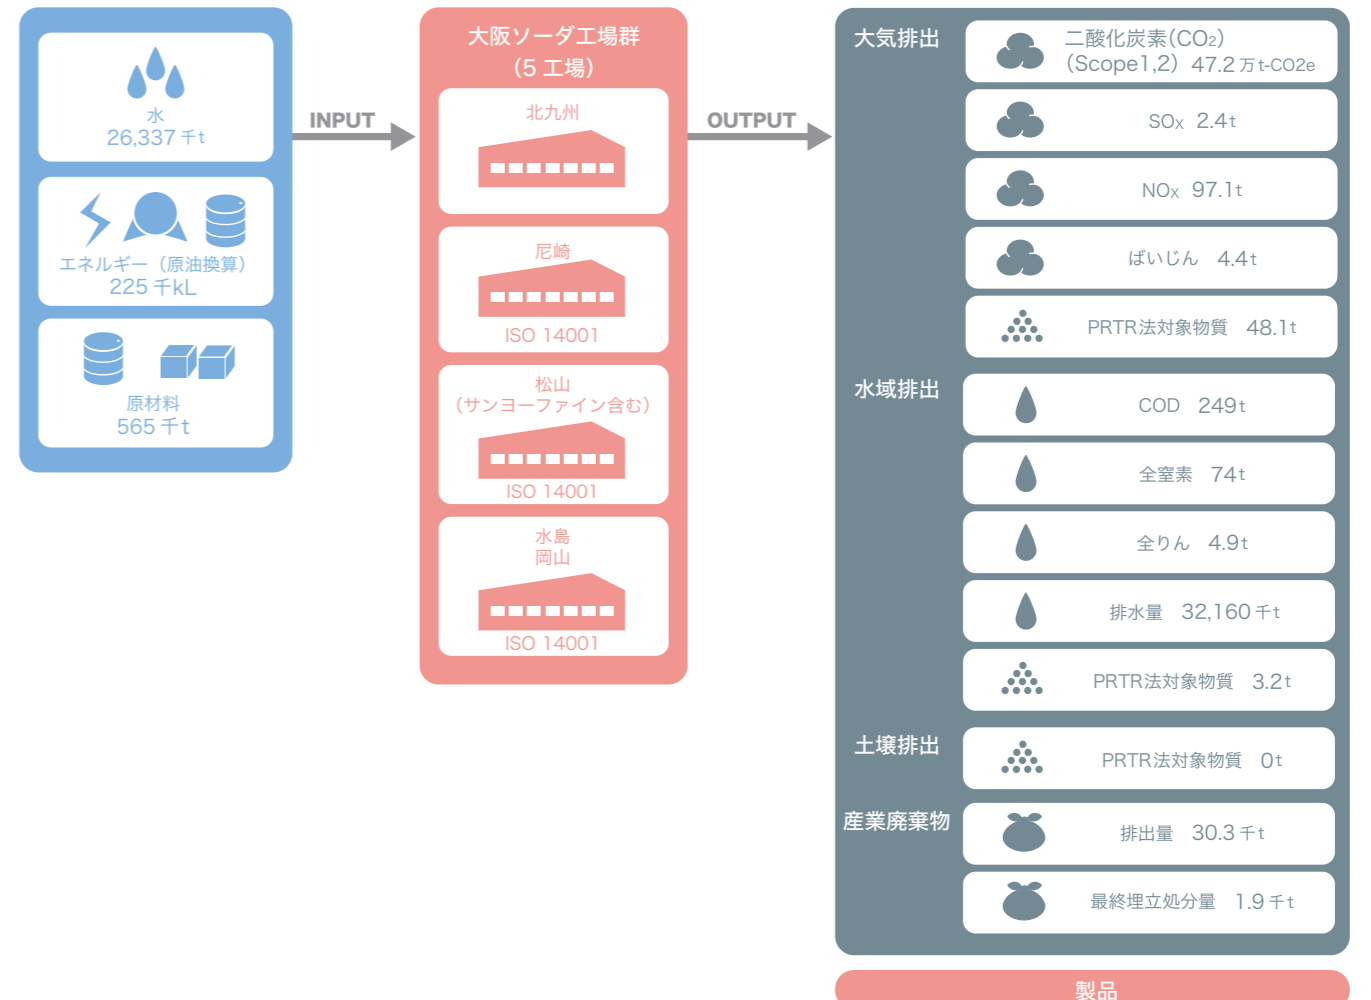 水
26,337 千t
エネルギー（原油換算）
225 千kL
原材料
565 千t
INPUT
大阪ソーダ工場群
（5 工場）
北九州
尼崎
ISO 14001
松山
（サンヨーファイン含む）
ISO 14001
水島
岡山
ISO 14001
OUTPUT
大気排出
二酸化炭素(CO₂)
（Scope1,2） 47.2 万t-CO2e
SOx 2.4t
NOx 97.1t
ばいじん 4.4t
PRTR法対象物質 48.1t
水域排出
COD 249t
全窒素 74t
全りん 4.9t
排水量 32,160 千t
PRTR法対象物質 3.2t
土壌排出
PRTR法対象物質 0t
産業廃棄物
排出量 30.3 千t
最終埋立処分量 1.9 千t
製品